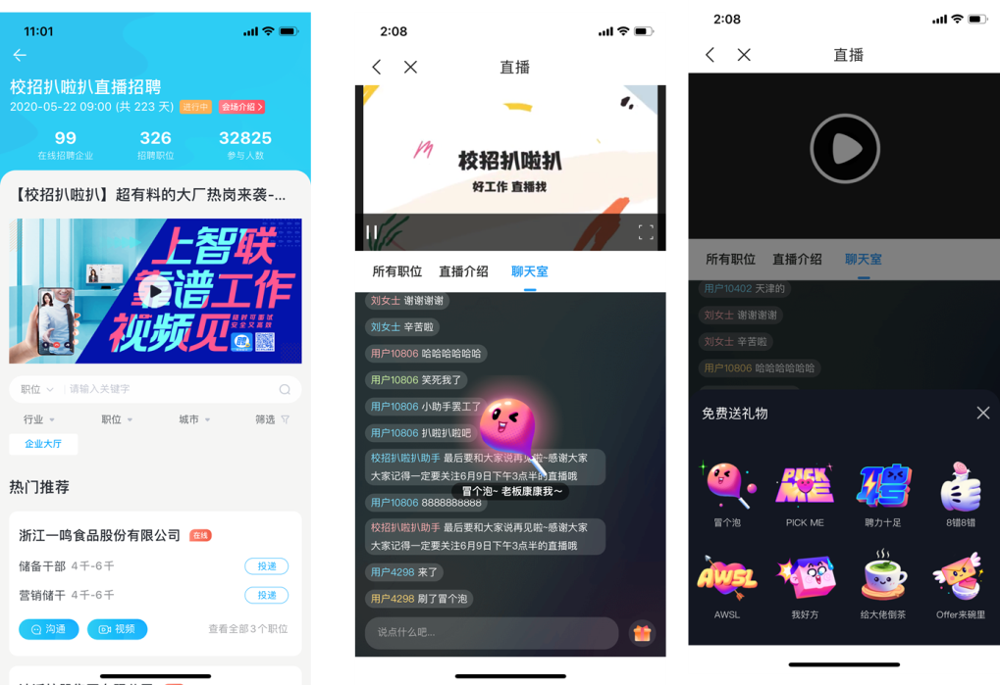 11:01
校招扒啦扒直播招聘
2020-05-22 09:00 (共 223 天) 进行中 会场介绍
99 326 32825
在线招聘企业 招聘职位 参与人数
【校招扒啦扒】超有料的大厂热岗来袭-...
上智联
靠谱工作
视频见
随时可面试
安全又高效
职位 请输入关键字
行业 职位 城市 筛选
企业大厅
热门推荐
浙江一鸣食品股份有限公司 在线
储备干部 4千-6千 投递
营销储干 4千-6千 投递
沟通 视频 查看全部3个职位
2:08
直播
校招扒啦扒
好工作 直播我
所有职位 直播介绍 聊天室
刘女士 谢谢谢谢
刘女士 辛苦啦
用户10806 哈哈哈哈哈哈
用户10806 笑死我了
用户10806 小助手罢工了
用户10806 扒啦扒啦吧
校招扒啦扒助手 最后要和大家说再见啦~感谢大家
大家记得一定要关注6月9日下午3点半的直播哦
冒个泡~ 老板康康我～
用户10806 8888888888
校招扒啦扒助手 最后要和大家说再见啦~感谢大家
大家记得一定要关注6月9日下午3点半的直播哦
用户4298 来了
用户4298 刷了冒个泡
说点什么吧...
2:08
直播
所有职位 直播介绍 聊天室
用户10402 天津的
刘女士 谢谢谢谢
刘女士 辛苦啦
用户10806 哈哈哈哈哈哈
免费送礼物
PICK ME
聘
冒个泡 PICK ME 聘力十足 8错8错
AWSL
AWSL 我好方 给大佬倒茶 Offer来碗里